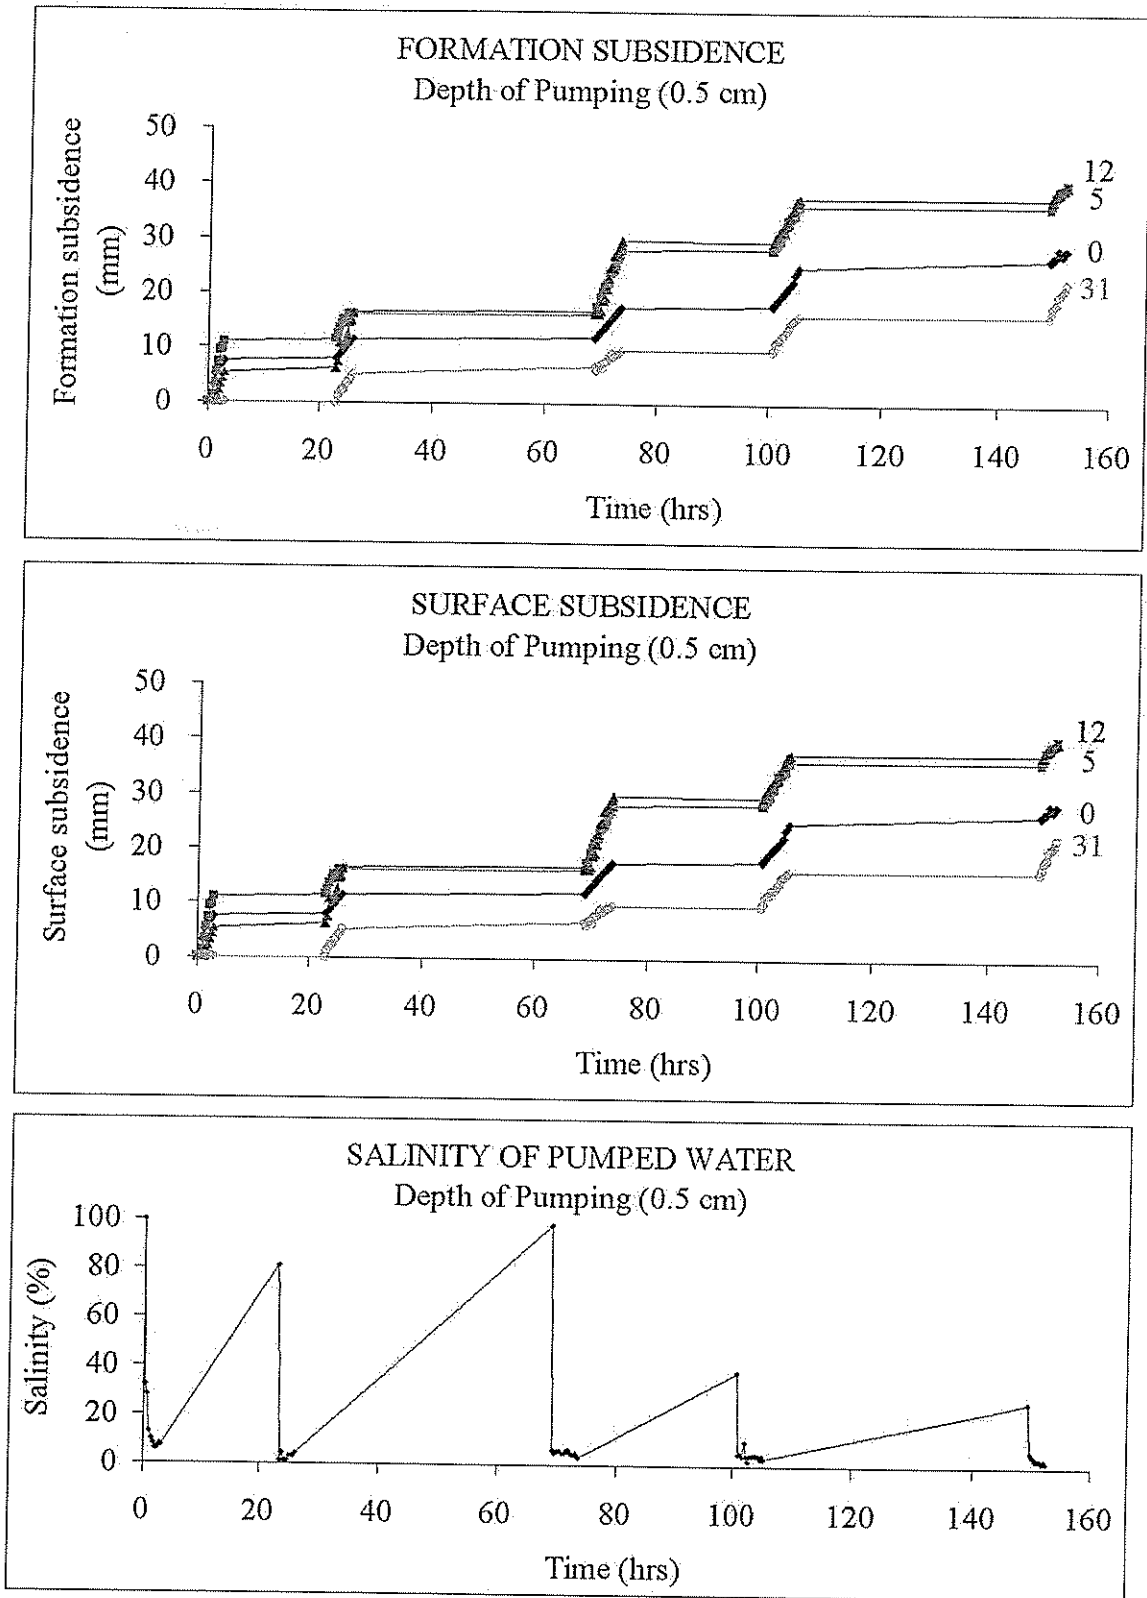 FORMATION SUBSIDENCE
Depth of Pumping (0.5 cm)
Formation subsidence
(mm)
50
40
30
20
10
0
12
5
0
31
0 20 40 60 80 100 120 140 160
Time (hrs)
SURFACE SUBSIDENCE
Depth of Pumping (0.5 cm)
Surface subsidence
(mm)
50
40
30
20
10
0
12
5
0
31
0 20 40 60 80 100 120 140 160
Time (hrs)
SALINITY OF PUMPED WATER
Depth of Pumping (0.5 cm)
Salinity (%)
100
80
60
40
20
0
0 20 40 60 80 100 120 140 160
Time (hrs)